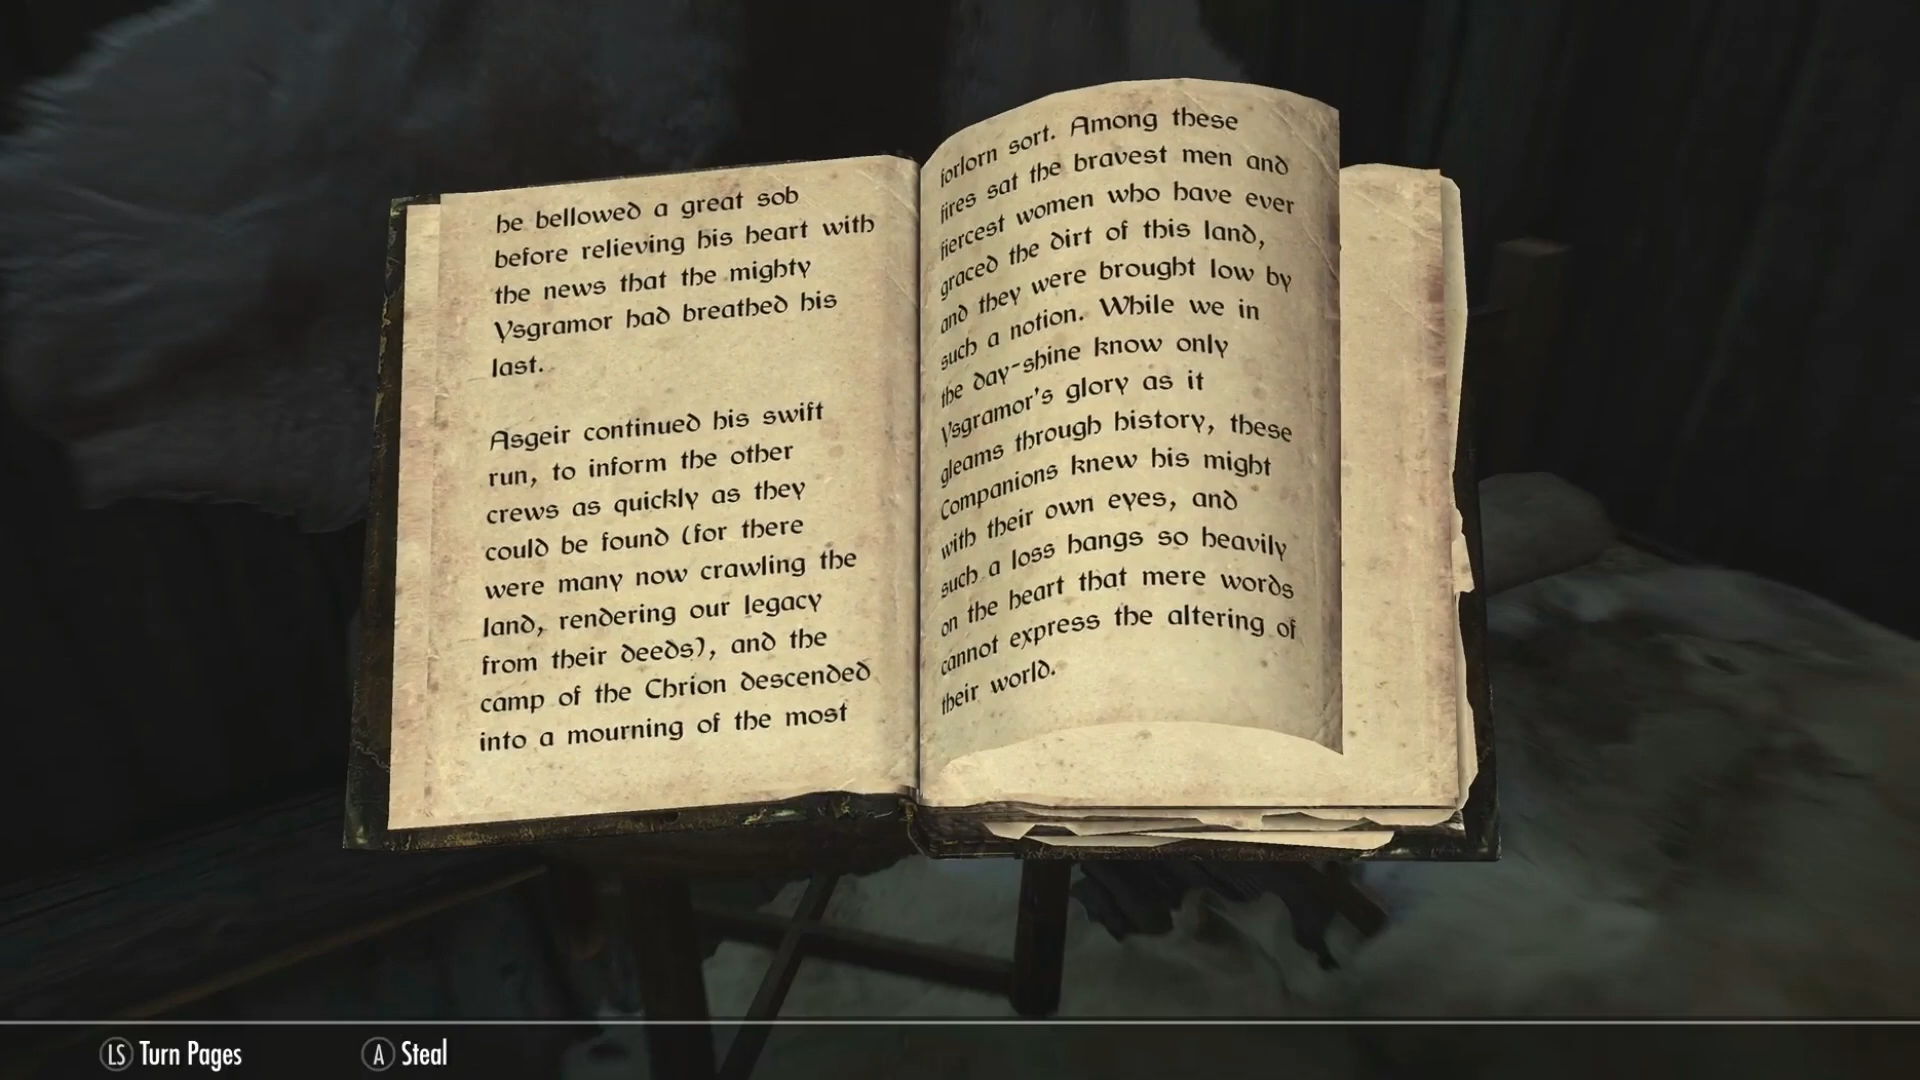 he bellowed a great sob
before relieving his heart with
the news that the mighty
Ysgramor had breathed his
last.
Asgeir continued his swift
run, to inform the other
crews as quickly as they
could be found (for there
were many now crawling the
land, rendering our legacy
from their deeds), and the
camp of the Chrion descended
into a mourning of the most
forlorn sort. Among these
fires sat the bravest men and
fiercest women who have ever
graced the dirt of this land,
and they were brought low by
such a notion. While we in
the day-shine know only
Ysgramor's glory as it
gleams through history, these
Companions knew his might
with their own eyes, and
such a loss hangs so heavily
on the heart that mere words
cannot express the altering of
their world.
LS Turn Pages
A Steal